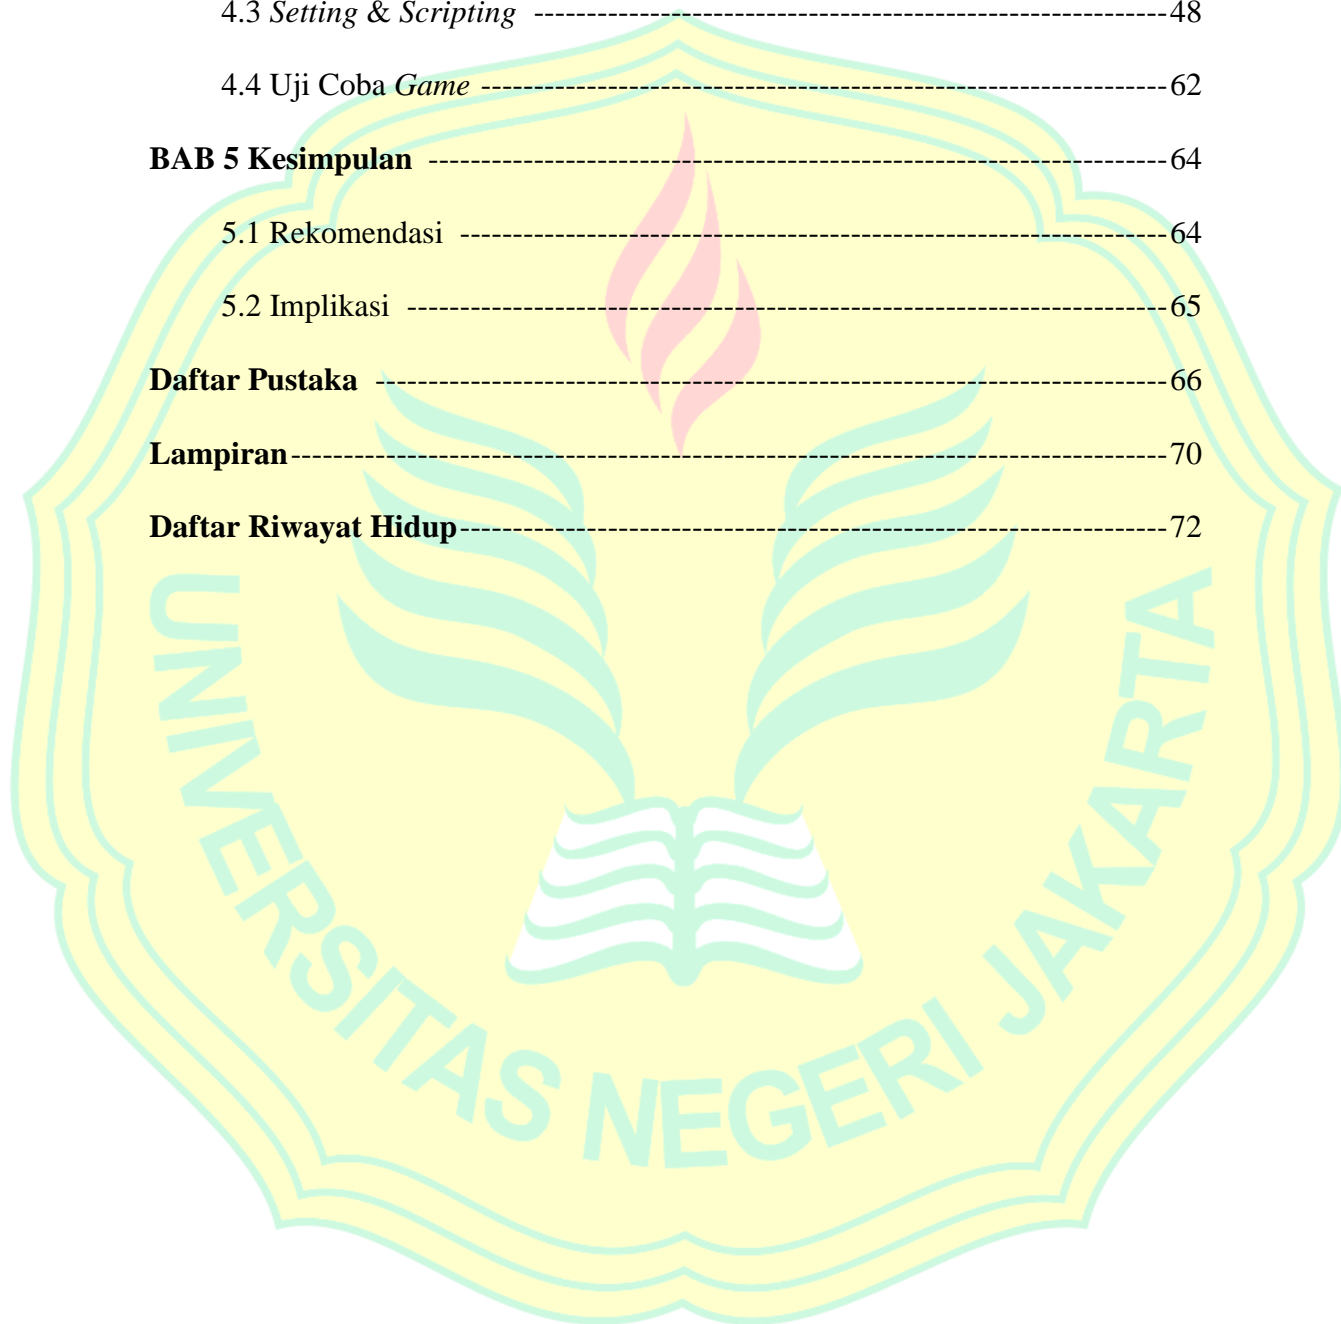 4.3 Setting & Scripting ------------------------------------------------------------------------48
4.4 Uji Coba Game ------------------------------------------------------------------------------62
BAB 5 Kesimpulan ------------------------------------------------------------------------------------64
5.1 Rekomendasi --------------------------------------------------------------------------------64
5.2 Implikasi --------------------------------------------------------------------------------------65
Daftar Pustaka ------------------------------------------------------------------------------------------66
Lampiran----------------------------------------------------------------------------------------------------70
Daftar Riwayat Hidup--------------------------------------------------------------------------------72
UNIVERSITAS NEGERI JAKARTA